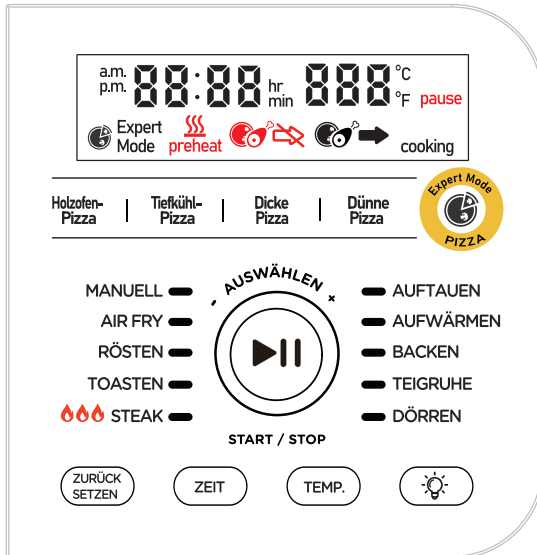 a.m.
p.m.
88:88
hr
min
888
°C
°F
pause
Expert
Mode
preheat
cooking
Holzofen-
Pizza
Tiefkühl-
Pizza
Dicke
Pizza
Dünne
Pizza
Expert Mode
PIZZA
- AUSWÄHLEN +
MANUELL
AIR FRY
RÖSTEN
TOASTEN
STEAK
AUFTAUEN
AUFWÄRMEN
BACKEN
TEIGRUHE
DÖRREN
START / STOP
ZURÜCK
SETZEN
ZEIT
TEMP.